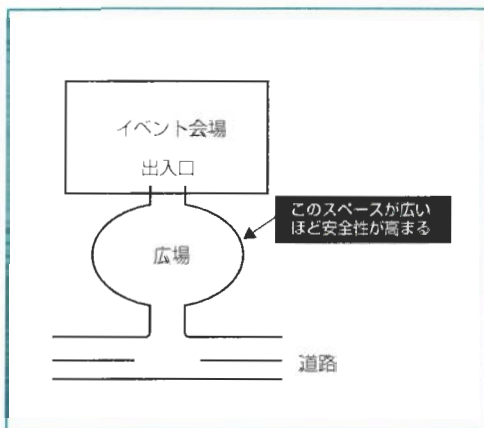 イベント会場
出入口
このスペースが広い
ほど安全性が高まる
広場
道路